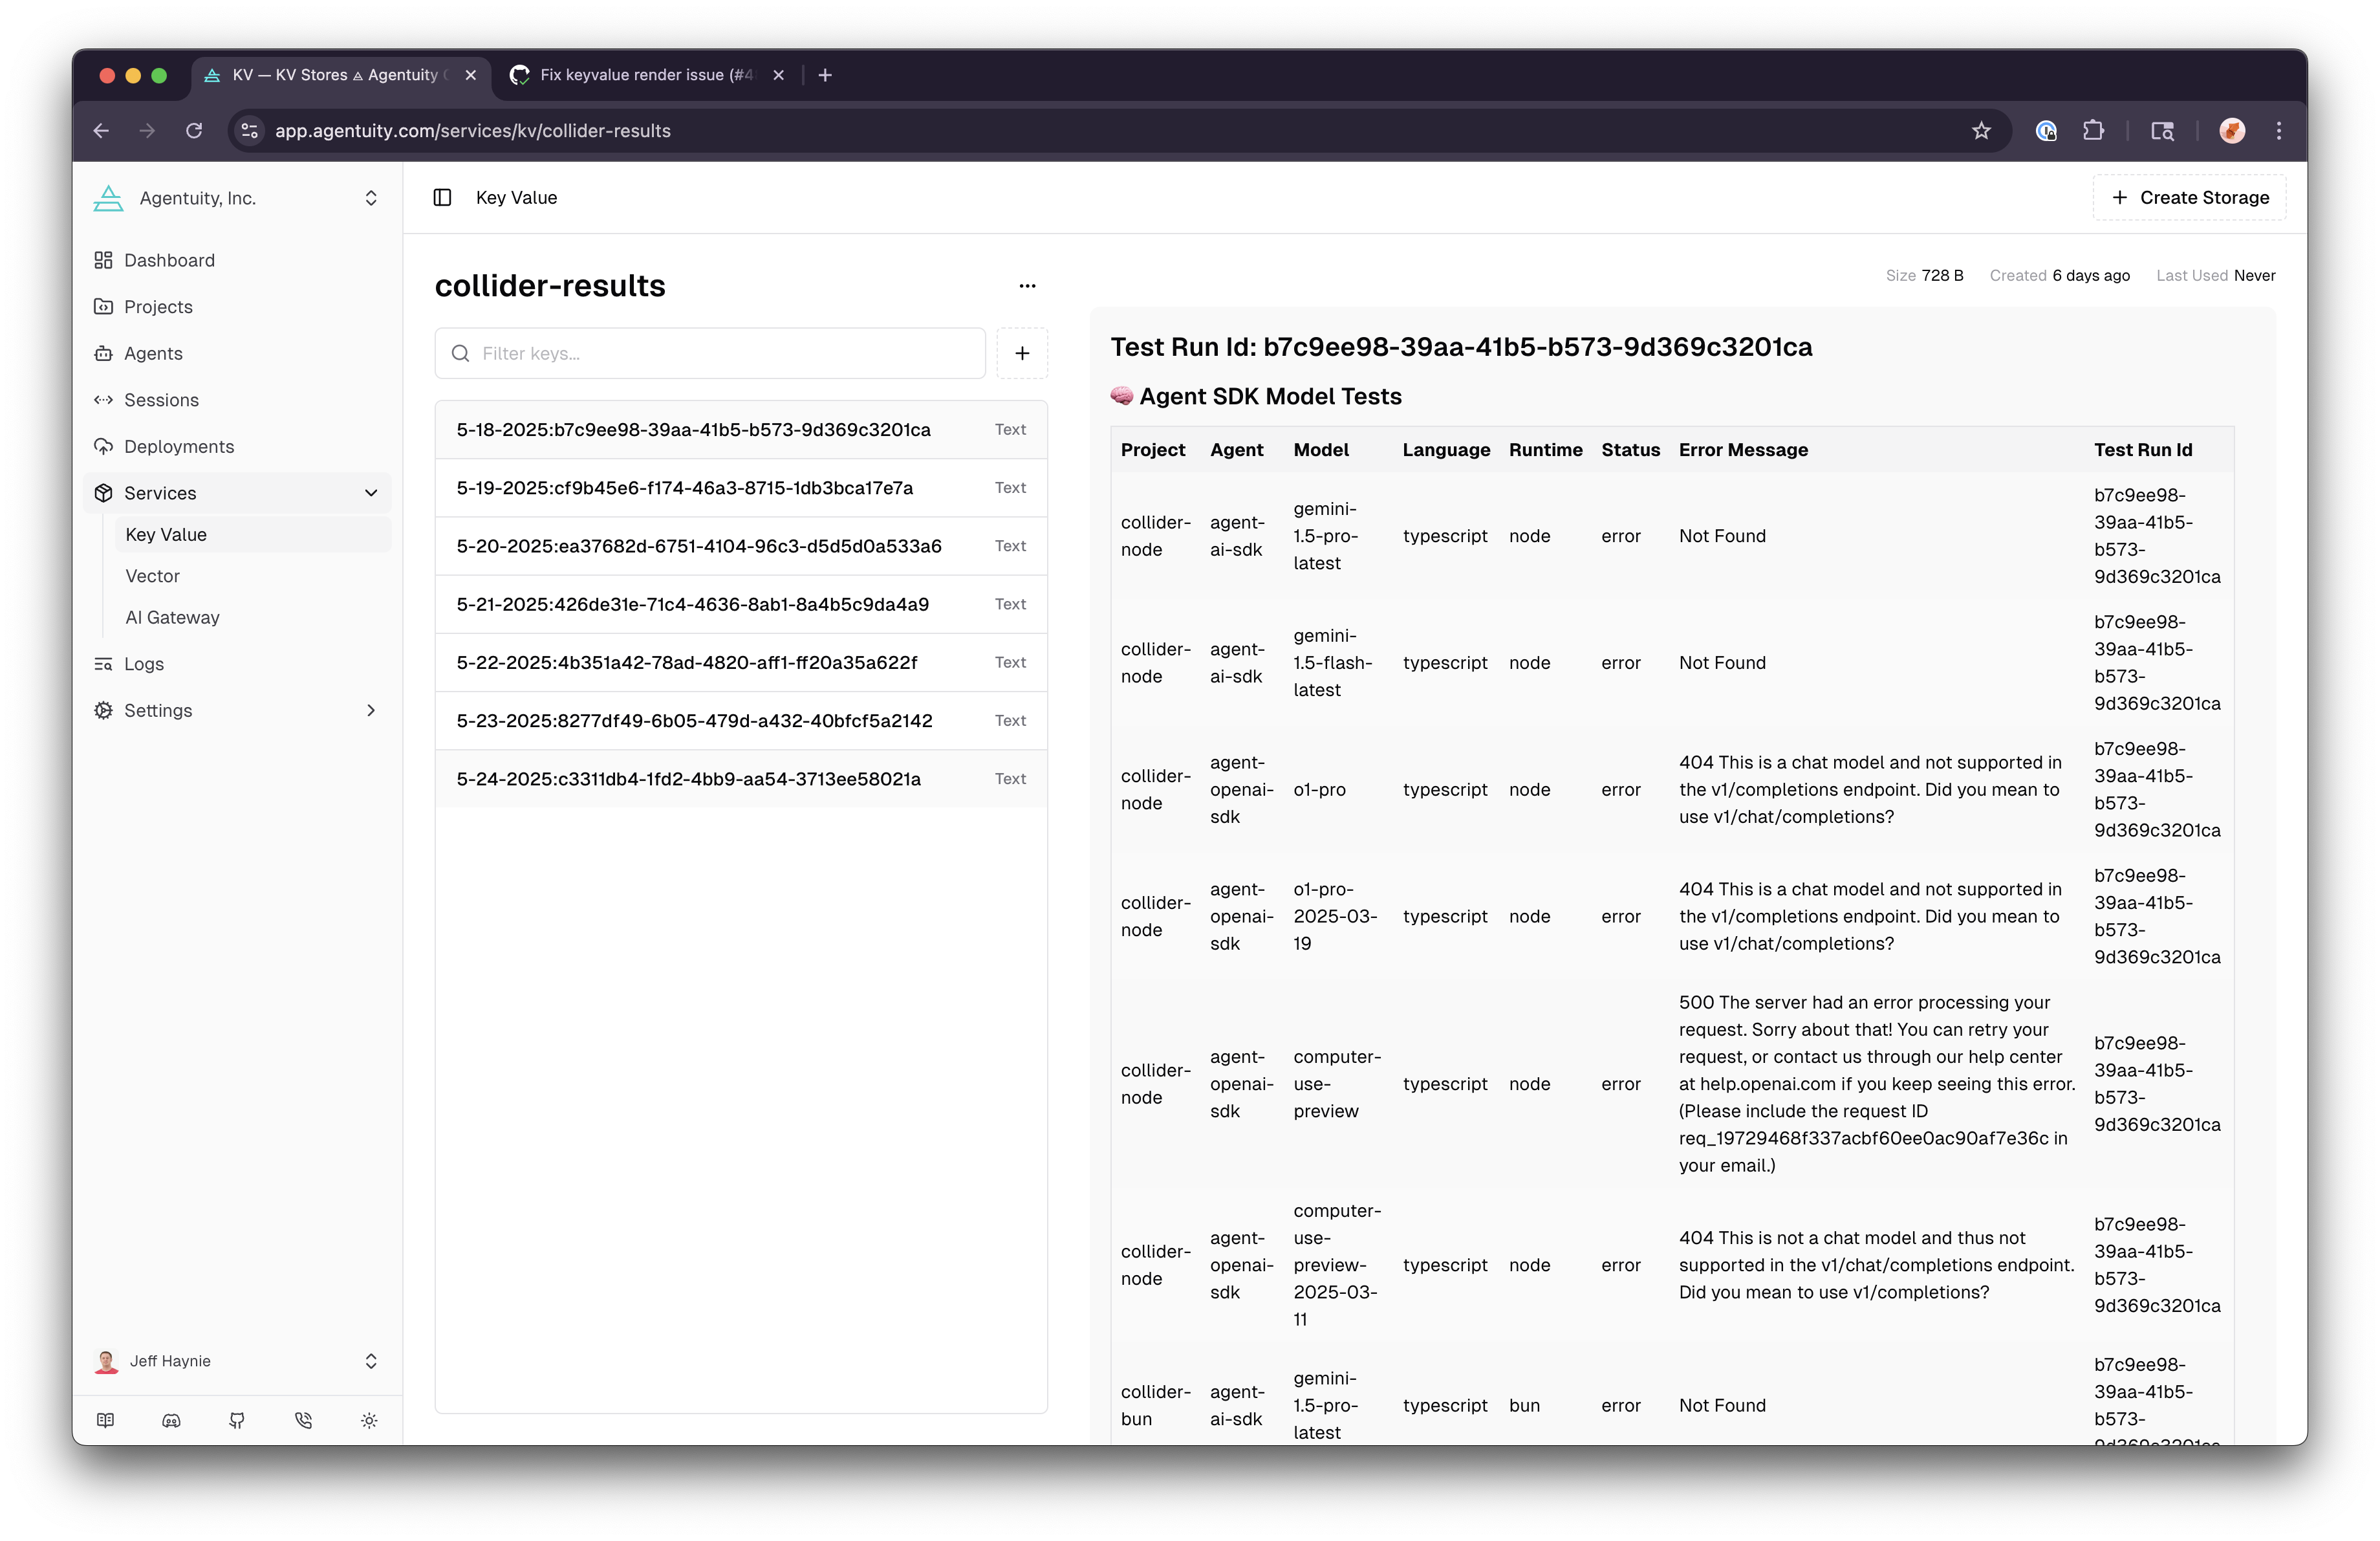 KV — KV Stores ⟁ Agentuity
Fix keyvalue render issue (#4
app.agentuity.com/services/kv/collider-results
Agentuity, Inc.
Dashboard
Projects
Agents
Sessions
Deployments
Services
Key Value
Vector
AI Gateway
Logs
Settings
Jeff Haynie
Key Value
Create Storage
collider-results
Filter keys...
5-18-2025:b7c9ee98-39aa-41b5-b573-9d369c3201ca Text
5-19-2025:cf9b45e6-f174-46a3-8715-1db3bca17e7a Text
5-20-2025:ea37682d-6751-4104-96c3-d5d5d0a533a6 Text
5-21-2025:426de31e-71c4-4636-8ab1-8a4b5c9da4a9 Text
5-22-2025:4b351a42-78ad-4820-aff1-ff20a35a622f Text
5-23-2025:8277df49-6b05-479d-a432-40bfcf5a2142 Text
5-24-2025:c3311db4-1fd2-4bb9-aa54-3713ee58021a Text
Size 728 B Created 6 days ago Last Used Never
Test Run Id: b7c9ee98-39aa-41b5-b573-9d369c3201ca
🧠 Agent SDK Model Tests
Project Agent Model Language Runtime Status Error Message Test Run Id
collider-
node
agent-
ai-sdk
gemini-
1.5-pro-
latest
typescript
node
error
Not Found
b7c9ee98-
39aa-41b5-
b573-
9d369c3201ca
collider-
node
agent-
ai-sdk
gemini-
1.5-flash-
latest
typescript
node
error
Not Found
b7c9ee98-
39aa-41b5-
b573-
9d369c3201ca
collider-
node
agent-
openai-
sdk
o1-pro
typescript
node
error
404 This is a chat model and not supported in
the v1/completions endpoint. Did you mean to
use v1/chat/completions?
b7c9ee98-
39aa-41b5-
b573-
9d369c3201ca
collider-
node
agent-
openai-
sdk
o1-pro-
2025-03-
19
typescript
node
error
404 This is a chat model and not supported in
the v1/completions endpoint. Did you mean to
use v1/chat/completions?
b7c9ee98-
39aa-41b5-
b573-
9d369c3201ca
collider-
node
agent-
openai-
sdk
computer-
use-
preview
typescript
node
error
500 The server had an error processing your
request. Sorry about that! You can retry your
request, or contact us through our help center
at help.openai.com if you keep seeing this error.
(Please include the request ID
req_19729468f337acbf60ee0ac90af7e36c in
your email.)
b7c9ee98-
39aa-41b5-
b573-
9d369c3201ca
collider-
node
agent-
openai-
sdk
computer-
use-
preview-
2025-03-
11
typescript
node
error
404 This is not a chat model and thus not
supported in the v1/chat/completions endpoint.
Did you mean to use v1/completions?
b7c9ee98-
39aa-41b5-
b573-
9d369c3201ca
collider-
bun
agent-
ai-sdk
gemini-
1.5-pro-
latest
typescript
bun
error
Not Found
b7c9ee98-
39aa-41b5-
b573-